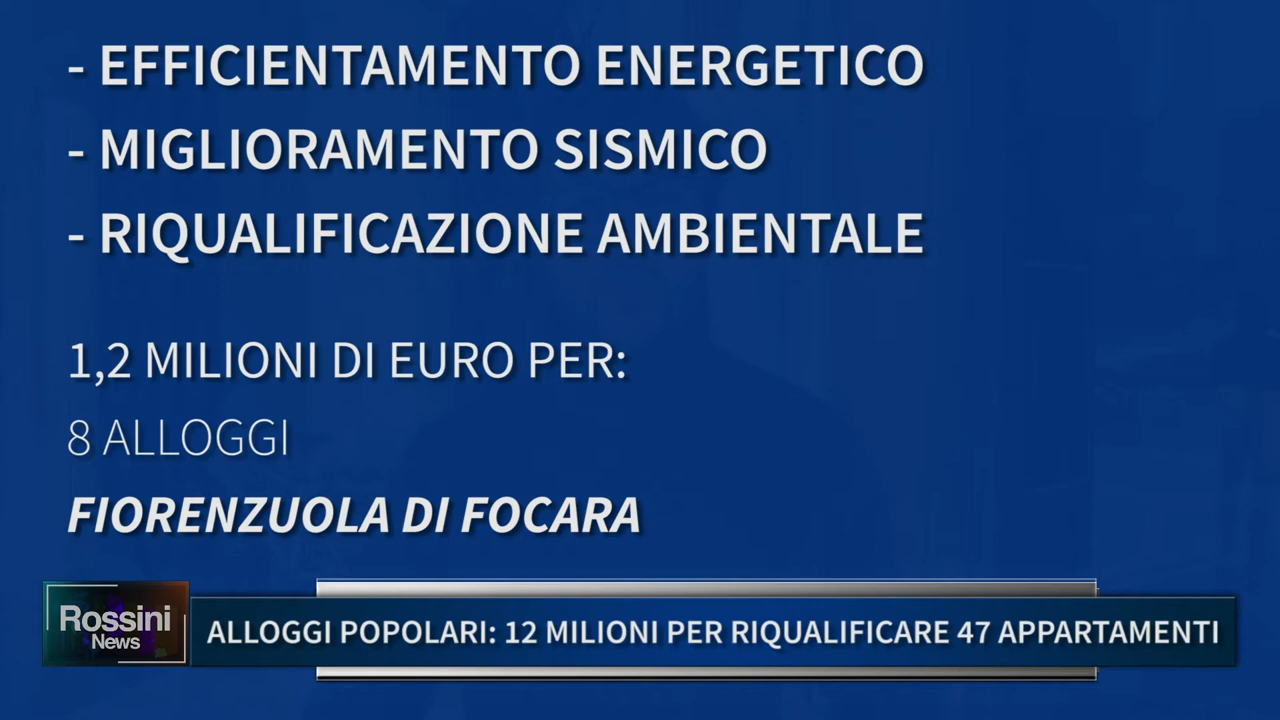 - EFFICIENTAMENTO ENERGETICO
- MIGLIORAMENTO SISMICO
- RIQUALIFICAZIONE AMBIENTALE
1,2 MILIONI DI EURO PER:
8 ALLOGGI
FIORENZUOLA DI FOCARA
Rossini
News
ALLOGGI POPOLARI: 12 MILIONI PER RIQUALIFICARE 47 APPARTAMENTI